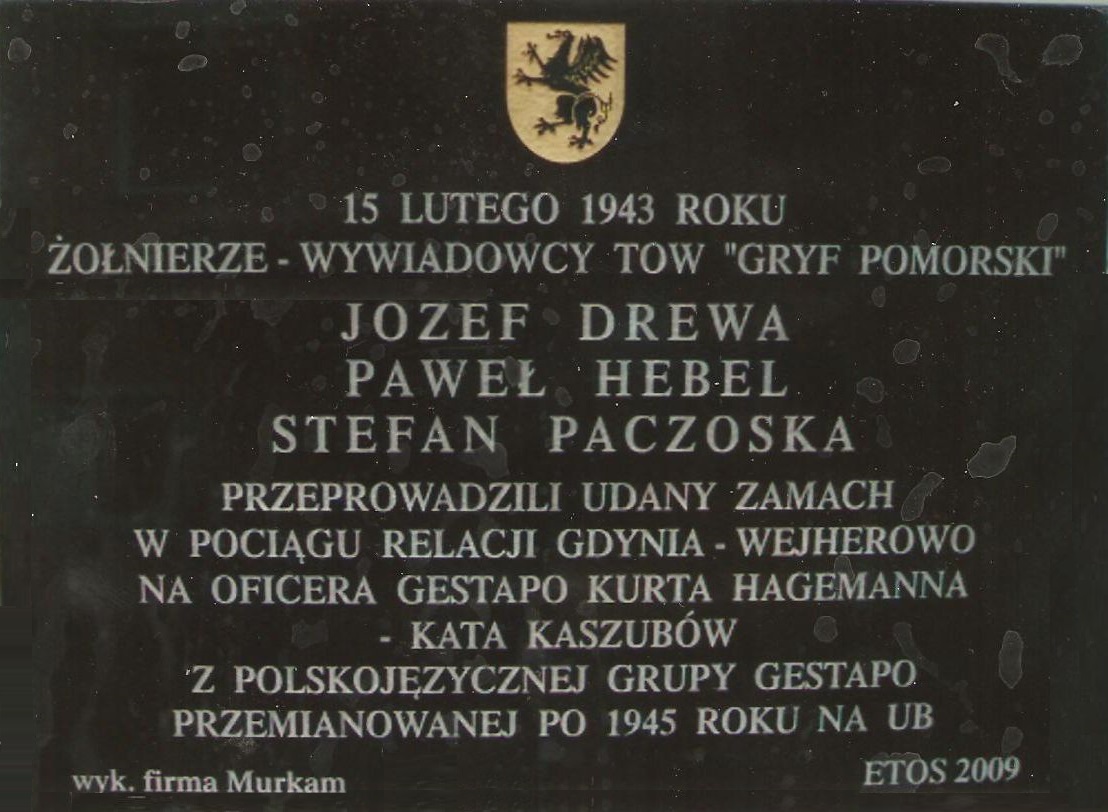 15 LUTEGO 1943 ROKU
ŻOŁNIERZE - WYWIADOWCY TOW "GRYF POMORSKI"
JOZEF DREWA
PAWEŁ HEBEL
STEFAN PACZOSKA
PRZEPROWADZILI UDANY ZAMACH
W POCIĄGU RELACJI GDYNIA - WEJHEROWO
NA OFICERA GESTAPO KURTA HAGEMANNA
- KATA KASZUBÓW
Z POLSKOJĘZYCZNEJ GRUPY GESTAPO
PRZEMIANOWANEJ PO 1945 ROKU NA UB
wyk. firma Murkam
ETOS 2009